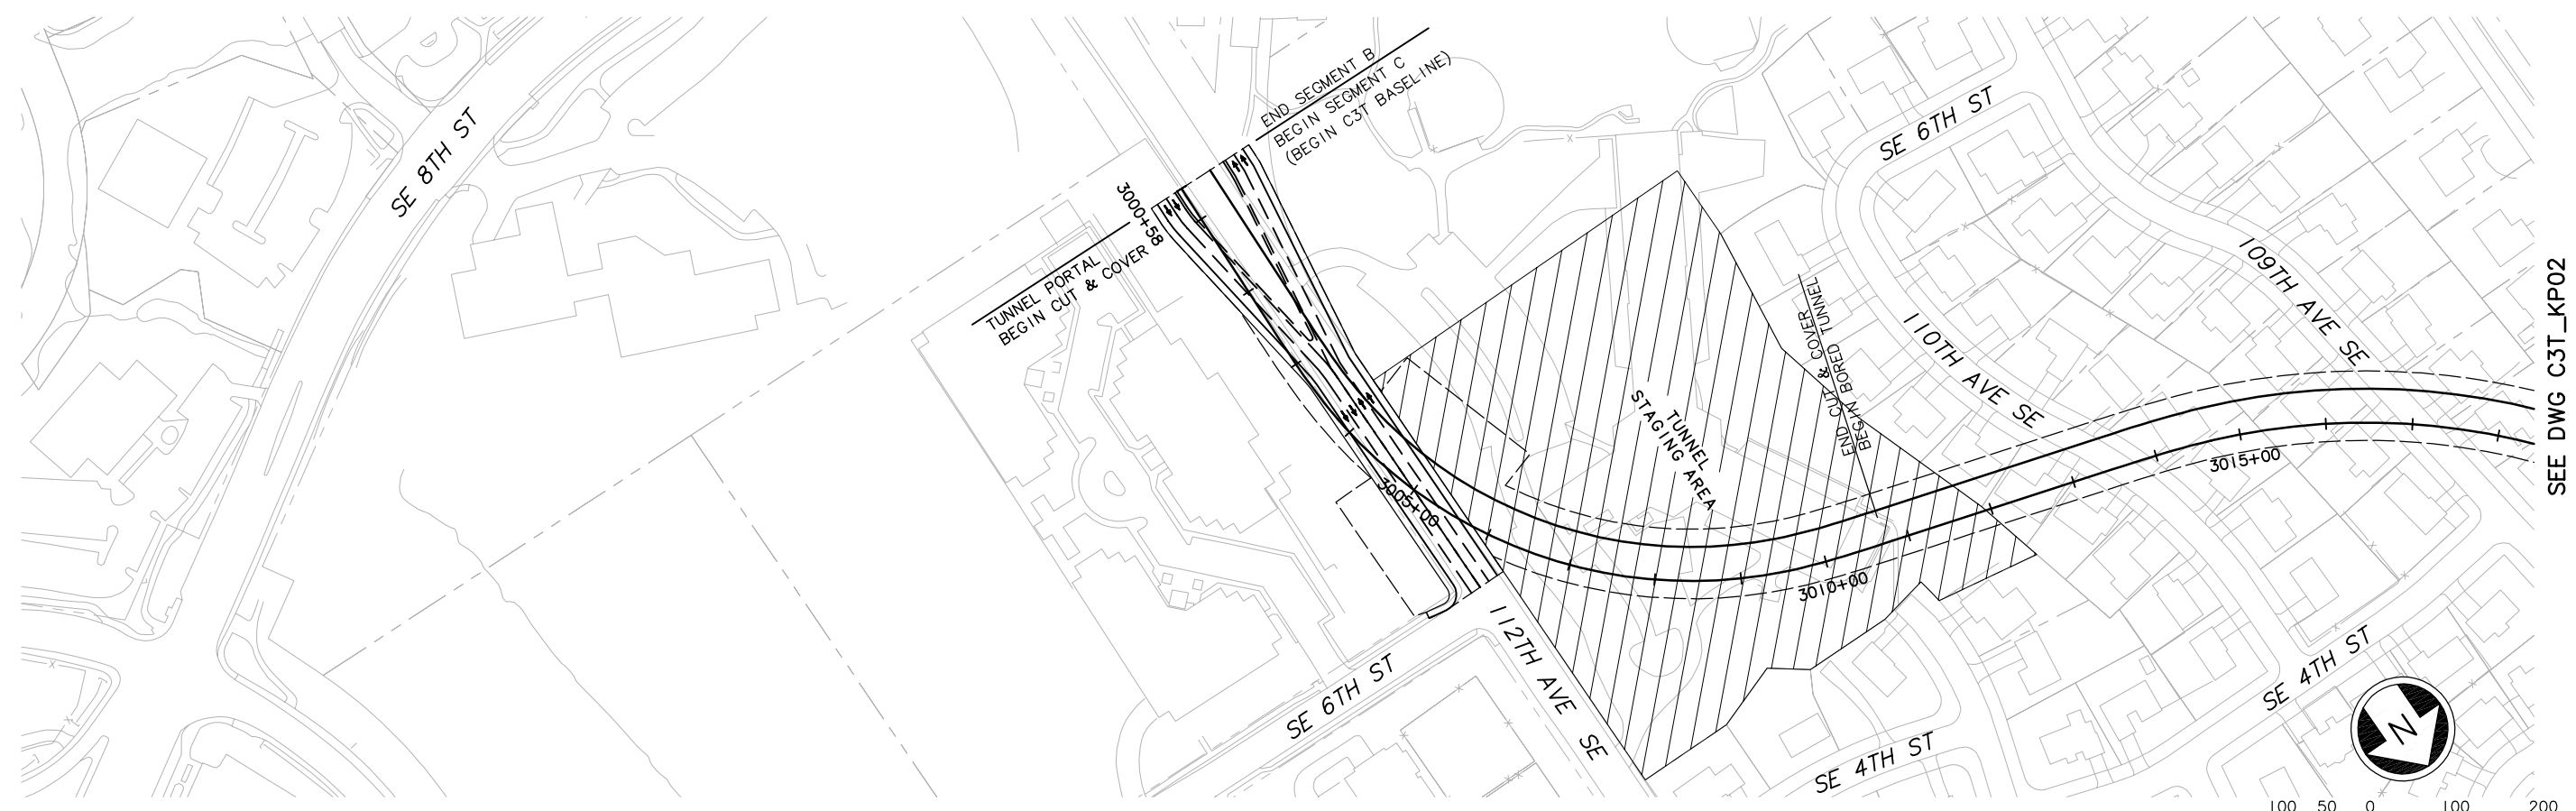 SE 8TH ST
END SEGMENT B
BEGIN SEGMENT C
(BEGIN C3T BASELINE)
3000+58
TUNNEL PORTAL
BEGIN CUT & COVER
SE 6TH ST
109TH AVE SE
110TH AVE SE
END CUT & COVER
BEGIN BORED TUNNEL
TUNNEL
STAGING AREA
3005+00
3010+00
3015+00
SEE DWG C3T_KP02
112TH AVE SE
SE 6TH ST
SE 4TH ST
SE 4TH ST
N
100 50 0 100 200